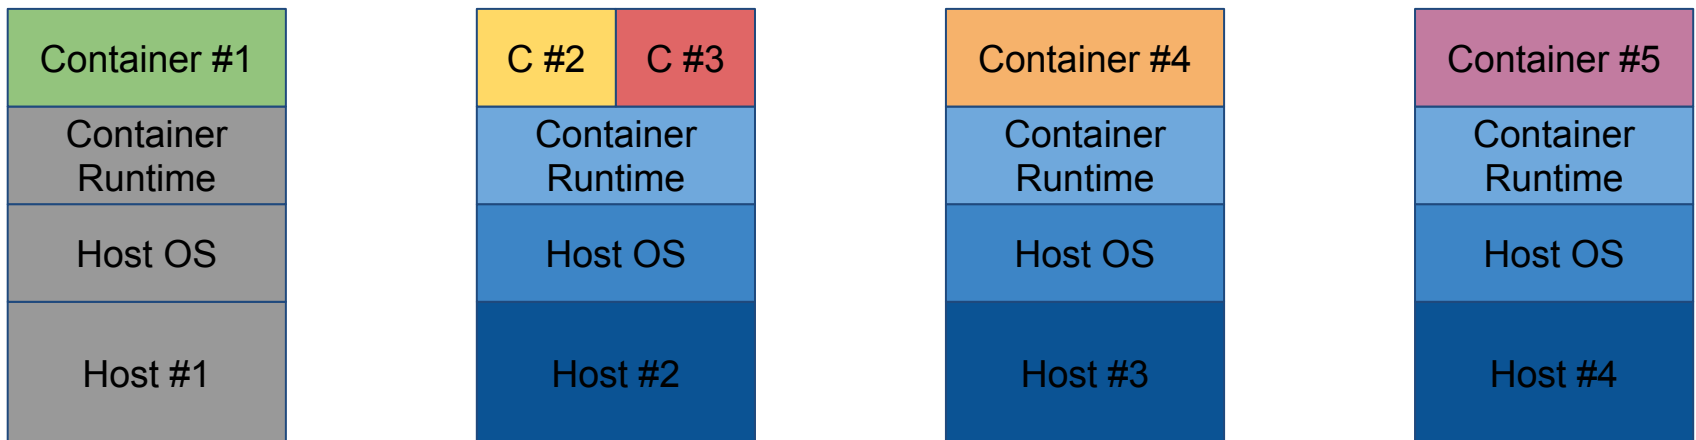 Container #1
Container
Runtime
Host OS
Host #1
C #2
C #3
Container
Runtime
Host OS
Host #2
Container #4
Container
Runtime
Host OS
Host #3
Container #5
Container
Runtime
Host OS
Host #4